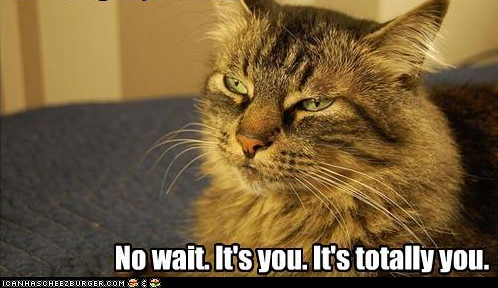 No wait. It's you. It's totally you.
ICANHASCHEEZBURGER.COM